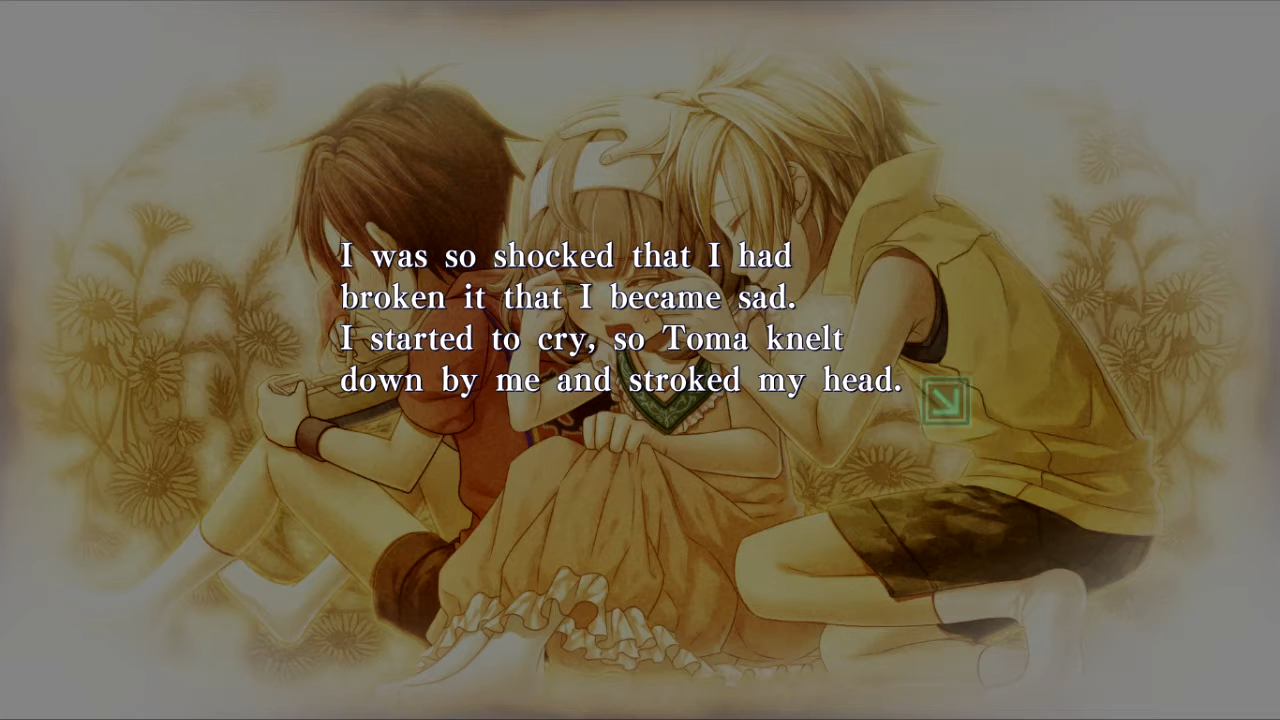 I was so shocked that I had
broken it that I became sad.
I started to cry, so Toma knelt
down by me and stroked my head.